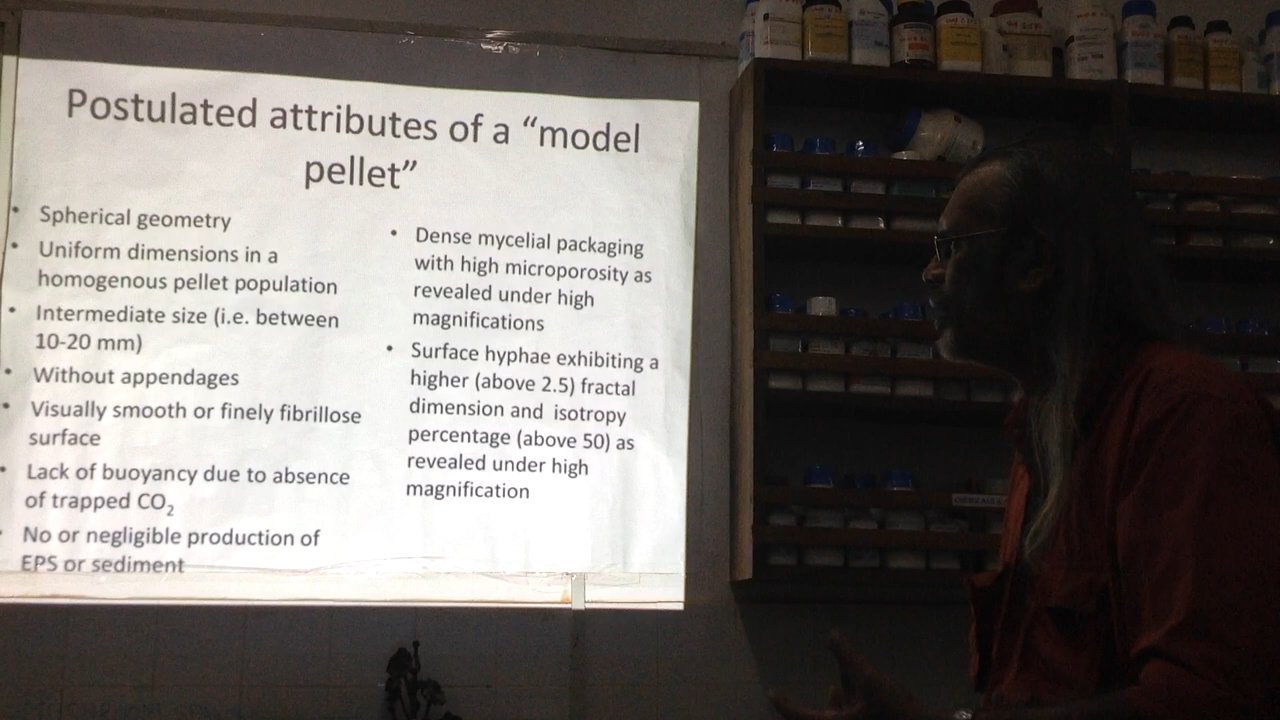 Postulated attributes of a “model
pellet”
• Spherical geometry
• Uniform dimensions in a
homogenous pellet population
• Intermediate size (i.e. between
10-20 mm)
• Without appendages
• Visually smooth or finely fibrillose
surface
• Lack of buoyancy due to absence
of trapped CO₂
• No or negligible production of
EPS or sediment
• Dense mycelial packaging
with high microporosity as
revealed under high
magnifications
• Surface hyphae exhibiting a
higher (above 2.5) fractal
dimension and isotropy
percentage (above 50) as
revealed under high
magnification